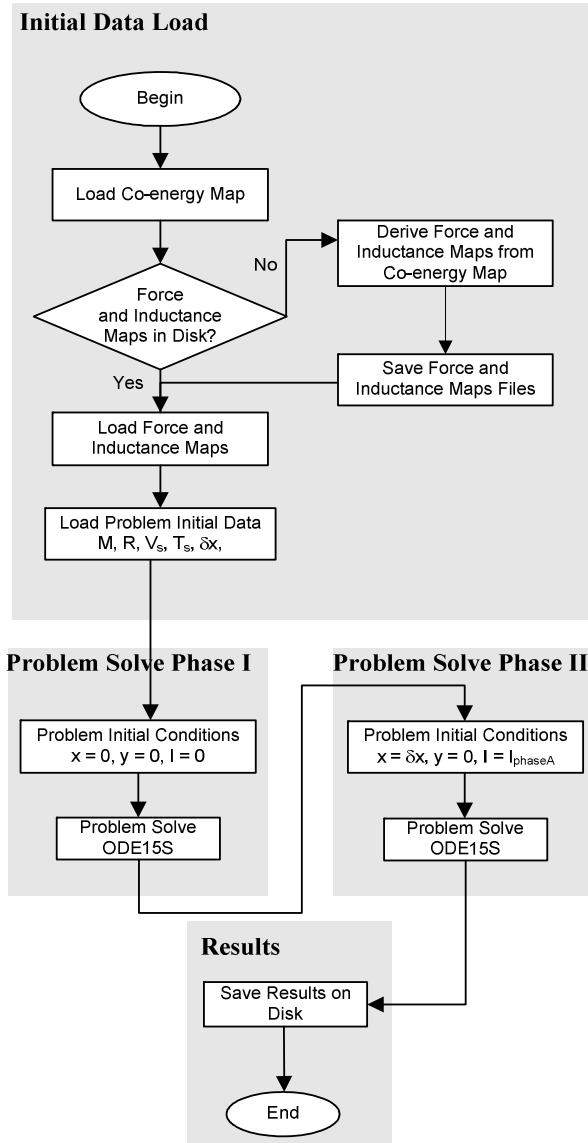 Initial Data Load
Begin
Load Co-energy Map
Force
and Inductance
Maps in Disk?
No
Derive Force and
Inductance Maps from
Co-energy Map
Save Force and
Inductance Maps Files
Yes
Load Force and
Inductance Maps
Load Problem Initial Data
M, R, Vs, Ts, δx,
Problem Solve Phase I
Problem Initial Conditions
x = 0, y = 0, I = 0
Problem Solve
ODE15S
Problem Solve Phase II
Problem Initial Conditions
x = δx, y = 0, I = IphaseA
Problem Solve
ODE15S
Results
Save Results on
Disk
End